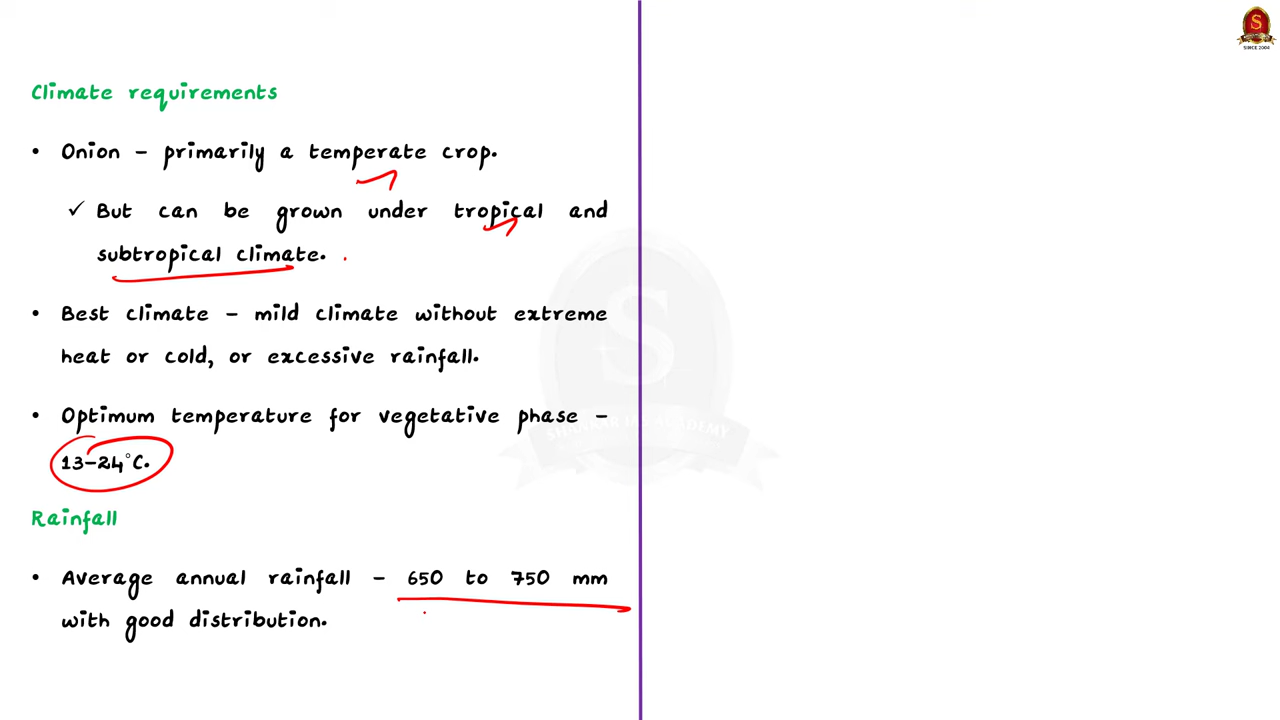 S
SINCE 2004
Climate requirements
• Onion – primarily a temperate crop.
✓ But can be grown under tropical and
subtropical climate.
• Best climate – mild climate without extreme
heat or cold, or excessive rainfall.
• Optimum temperature for vegetative phase –
13–24°C.
Rainfall
• Average annual rainfall – 650 to 750 mm
with good distribution.
S